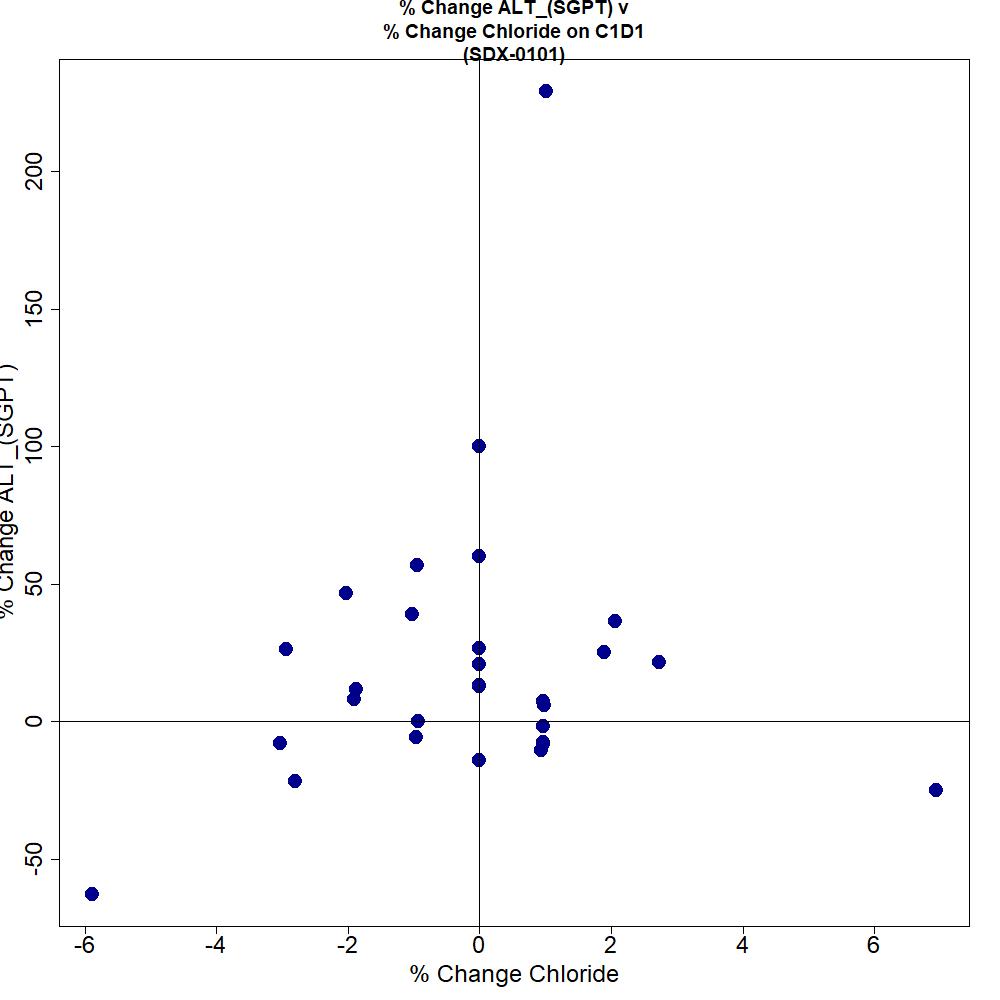 % Change ALT_(SGPT) v
% Change Chloride on C1D1
(SDX-0101)
% Change ALT_(SGPT)
200
150
100
50
0
-50
-6
-4
-2
0
2
4
6
% Change Chloride